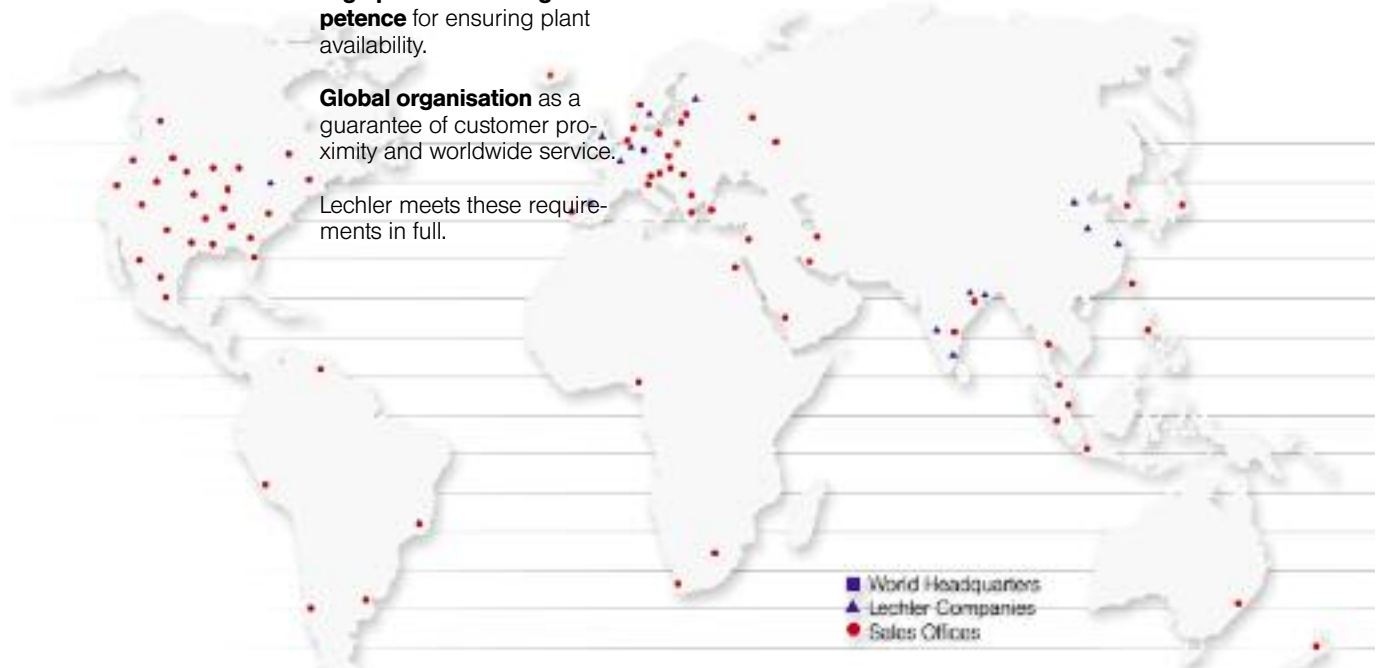 petence for ensuring plant
availability.
Global organisation as a
guarantee of customer pro-
ximity and worldwide service.
Lechler meets these require-
ments in full.
World Headquarters
Lechler Companies
Sales Offices